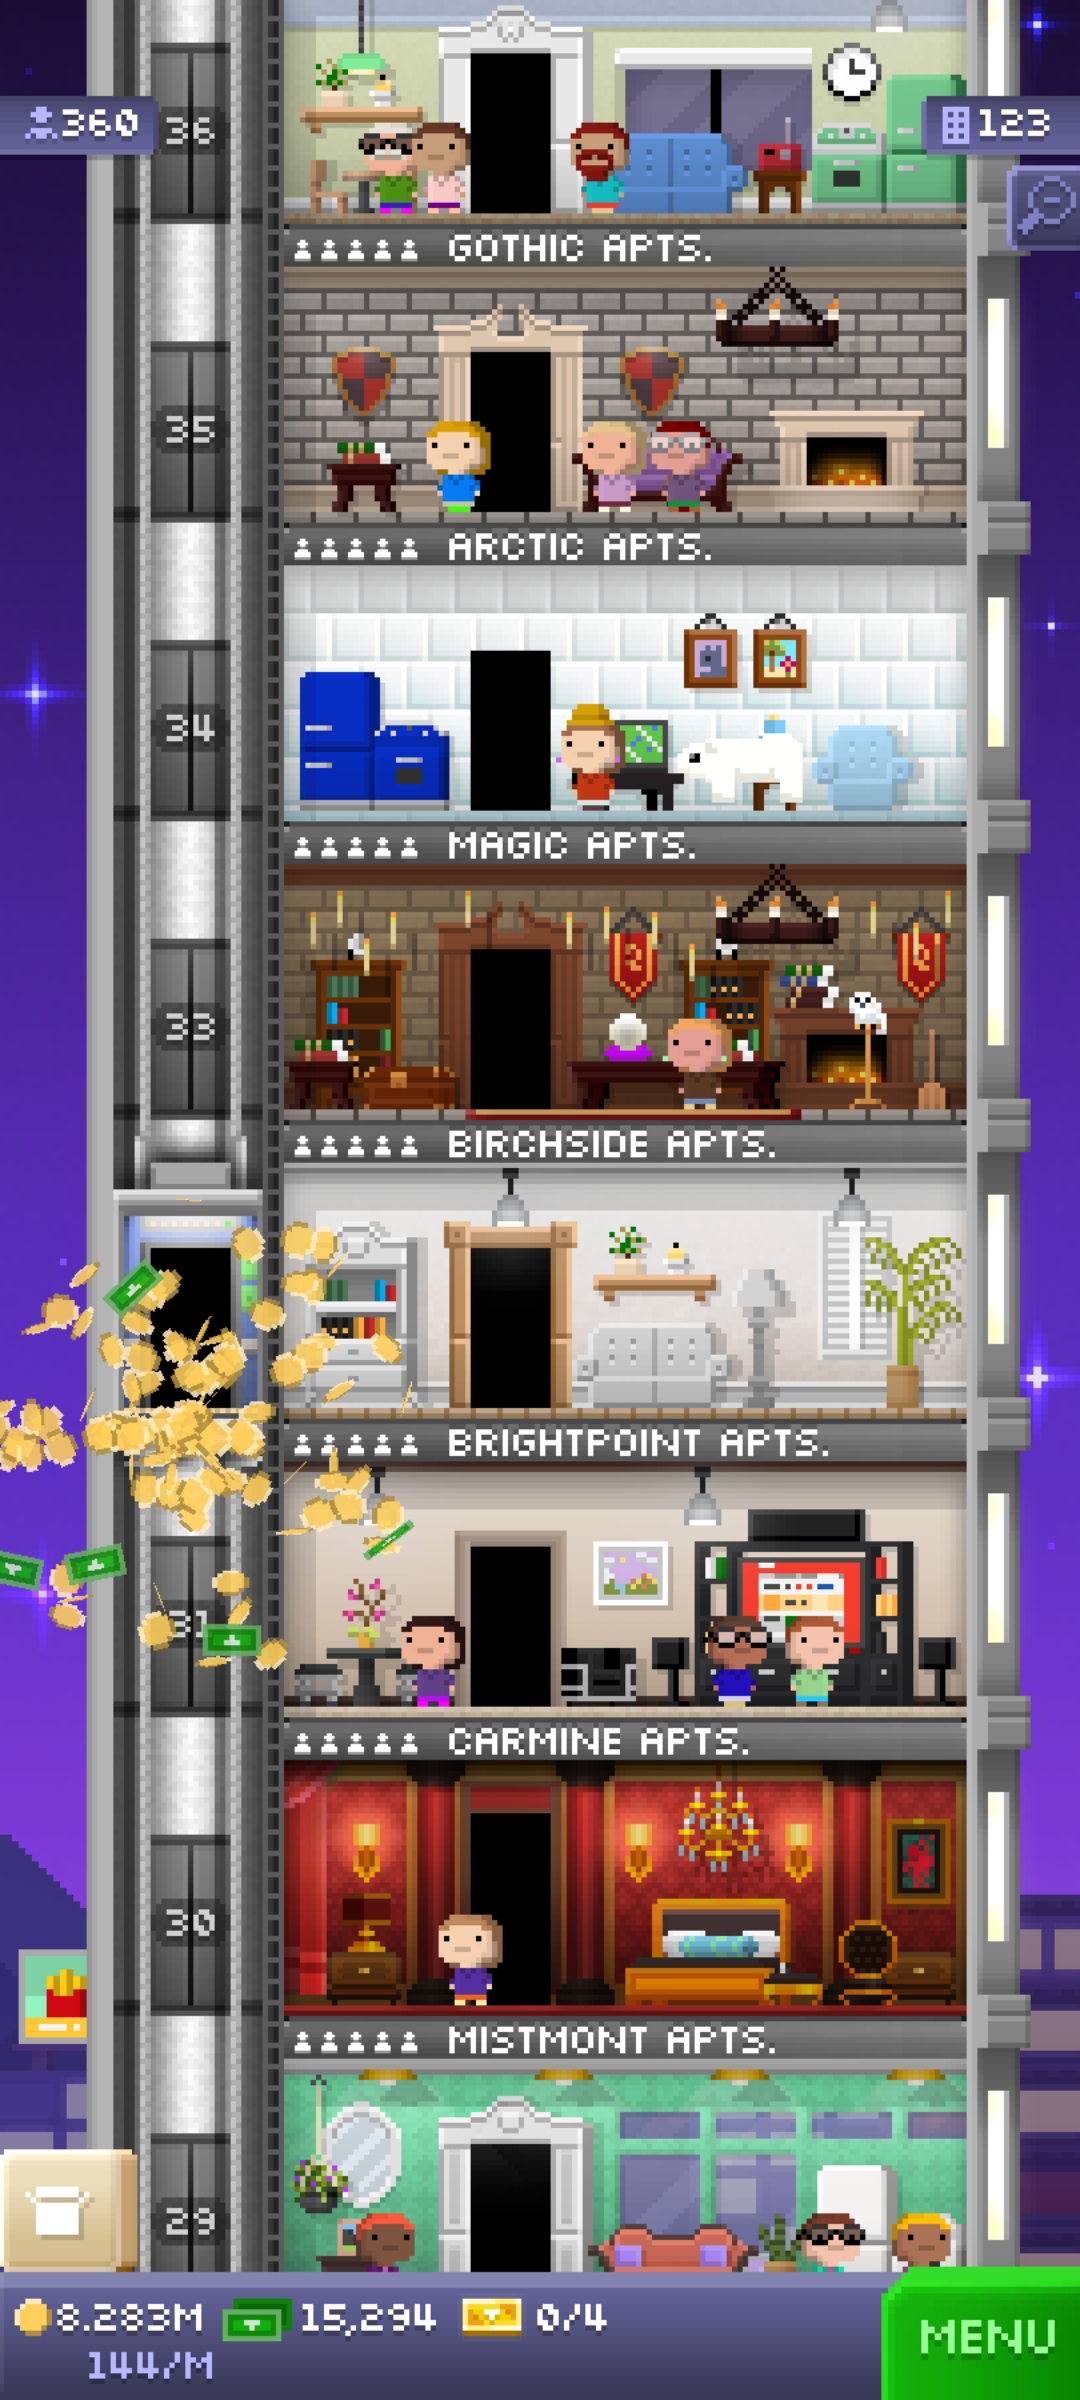 360
36
123
GOTHIC APTS.
35
ARCTIC APTS.
34
MAGIC APTS.
33
BIRCHSIDE APTS.
BRIGHTPOINT APTS.
31
CARMINE APTS.
30
MISTMONT APTS.
29
8.283M 15,294 0/4
MENU
144/M